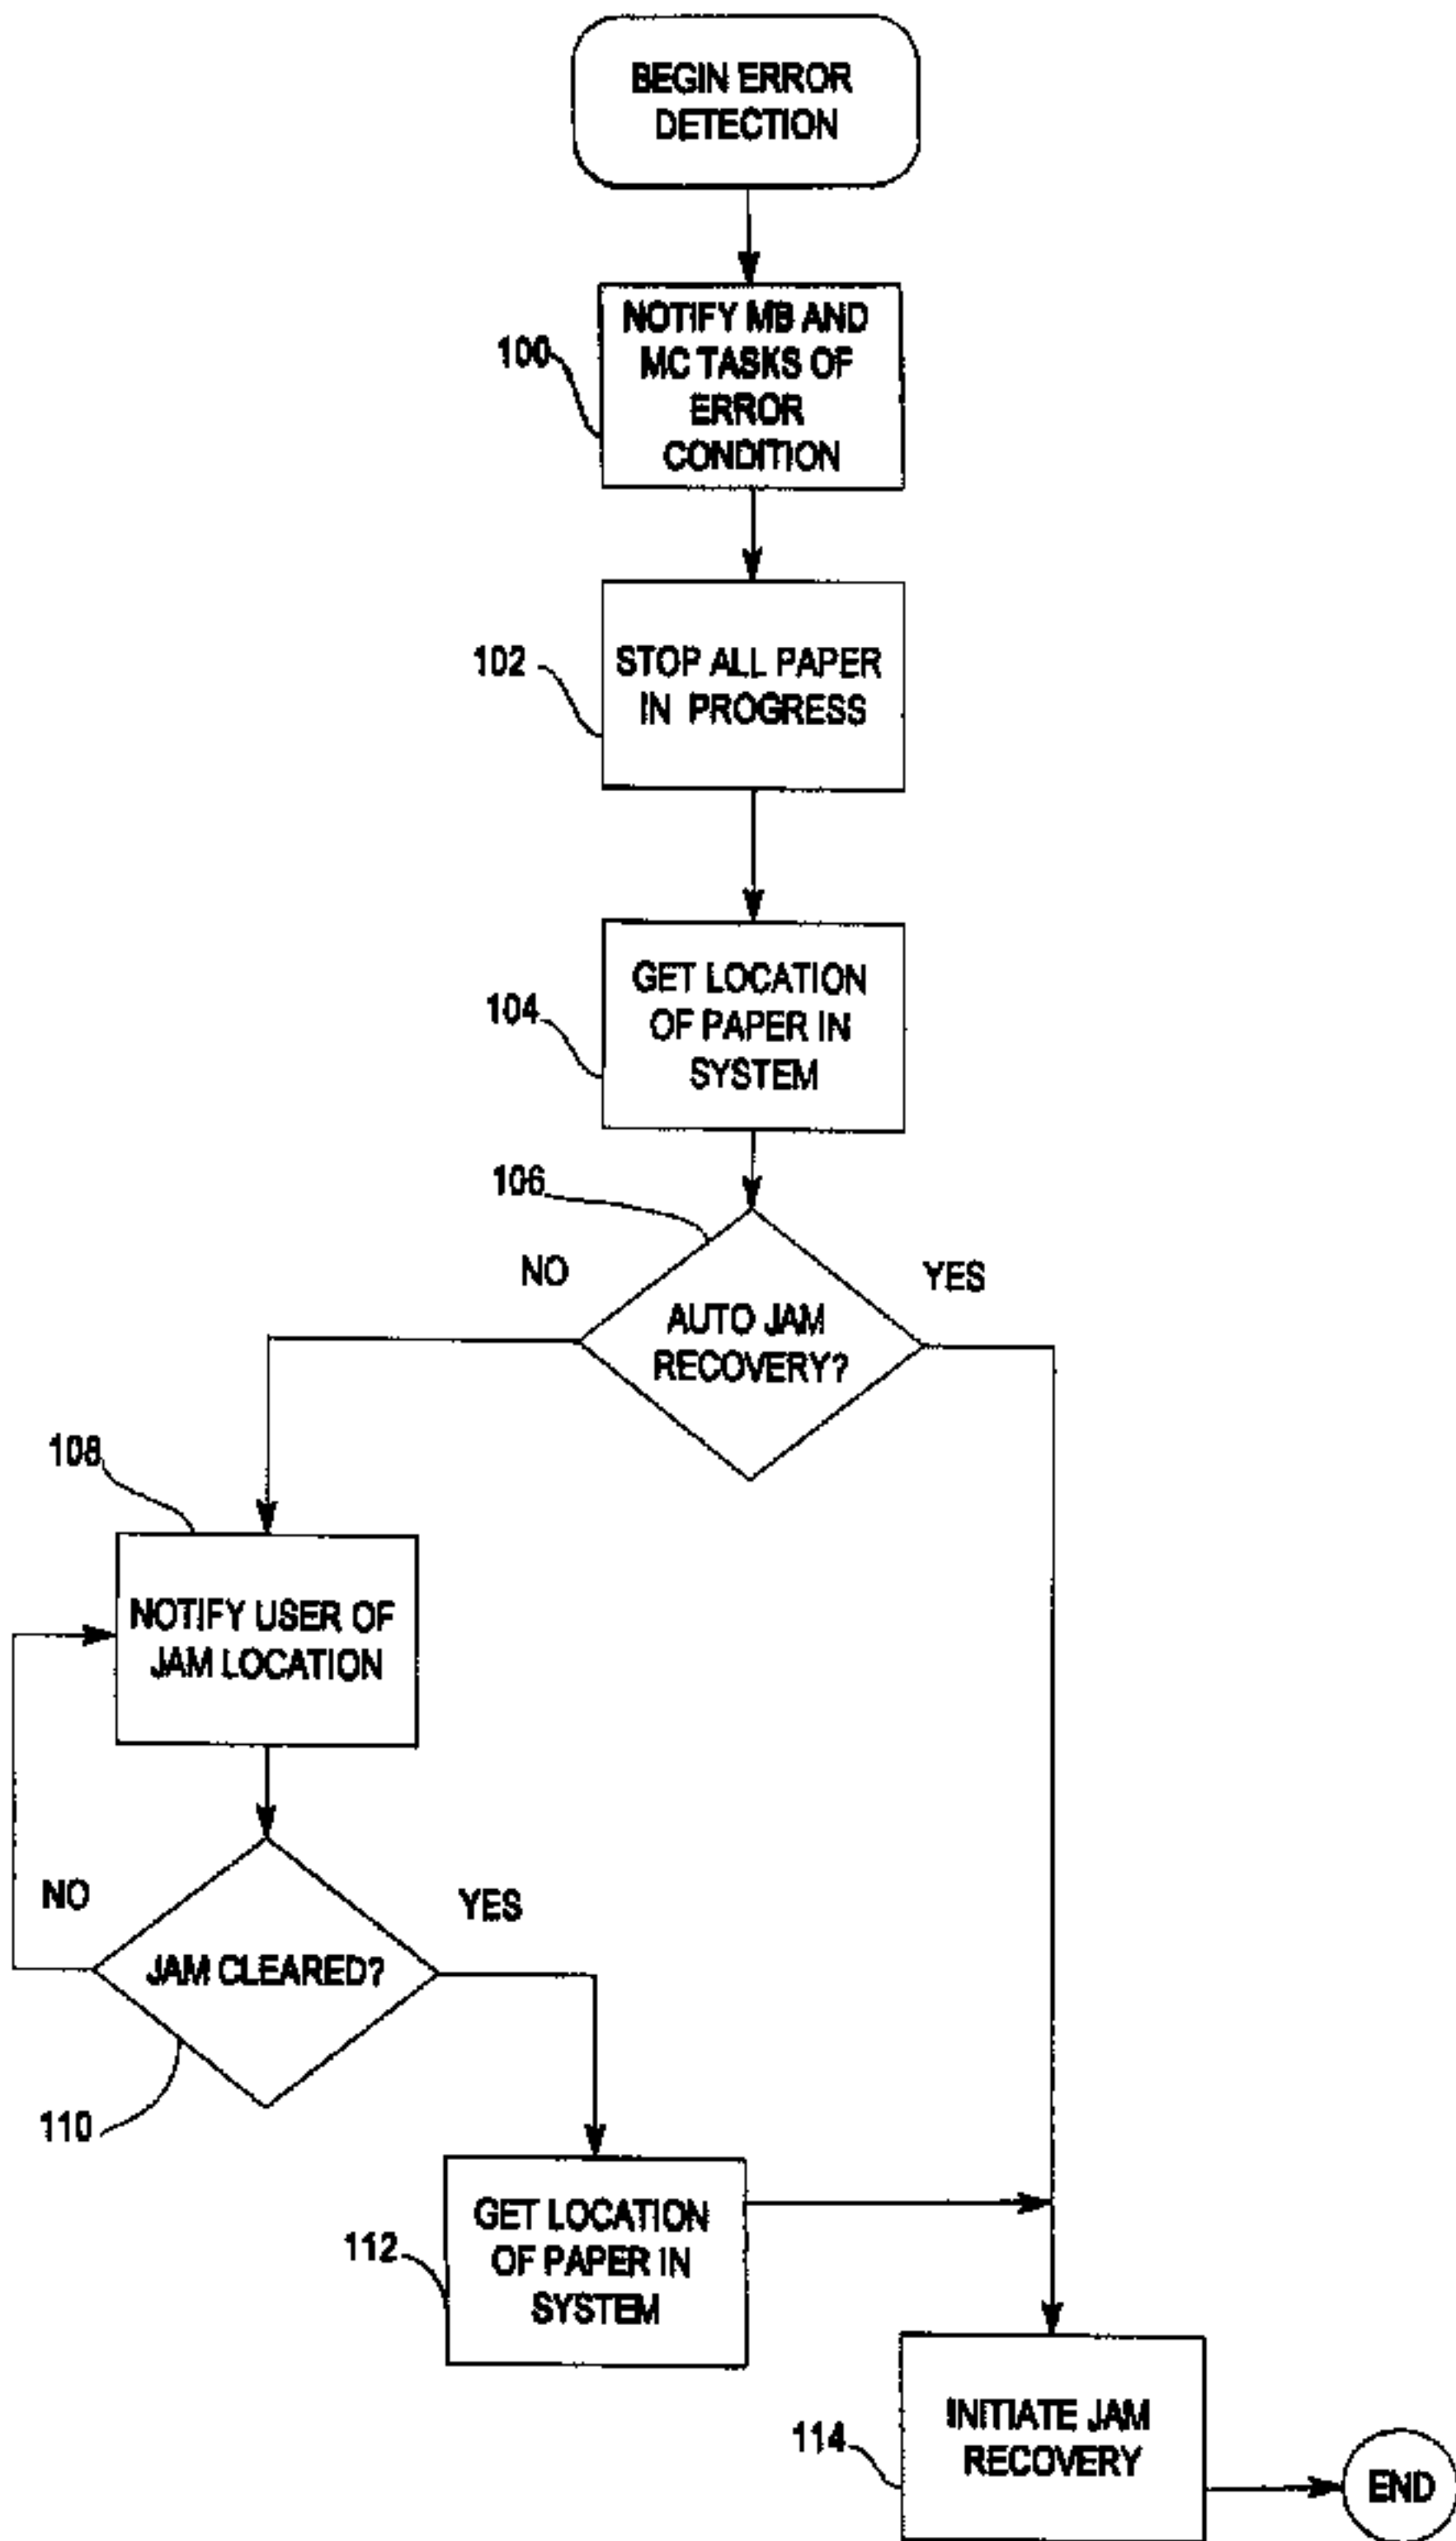 BEGIN ERROR
DETECTION
100
NOTIFY MB AND
MC TASKS OF
ERROR
CONDITION
102
STOP ALL PAPER
IN PROGRESS
104
GET LOCATION
OF PAPER IN
SYSTEM
106
NO
YES
AUTO JAM
RECOVERY?
108
NOTIFY USER OF
JAM LOCATION
NO
YES
JAM CLEARED?
110
112
GET LOCATION
OF PAPER IN
SYSTEM
114
INITIATE JAM
RECOVERY
END